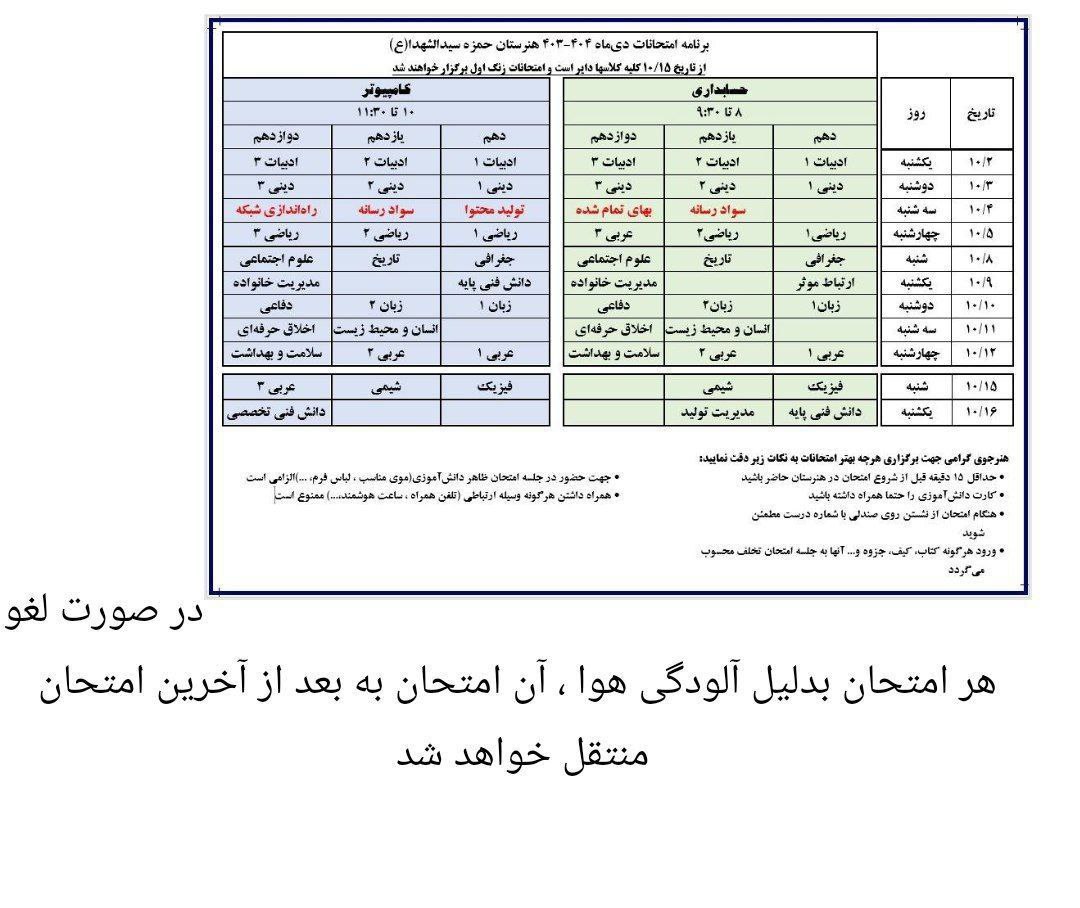 برنامه امتحانات دی‌ماه ۴۰۴-۴۰۳ هنرستان حمزه سیدالشهدا(ع)
از تاریخ ۱۰/۱۵ کلیه کلاسها دایر است و امتحانات زنگ اول برگزار خواهند شد
تاریخ روز حسابداری کامپیوتر
۸ تا ۹:۳۰ ۱۰ تا ۱۱:۳۰
دهم یازدهم دوازدهم دهم یازدهم دوازدهم
۱۰/۲ یکشنبه ادبیات ۱ ادبیات ۲ ادبیات ۳ ادبیات ۱ ادبیات ۲ ادبیات ۳
۱۰/۳ دوشنبه دینی ۱ دینی ۲ دینی ۳ دینی ۱ دینی ۲ دینی ۳
۱۰/۴ سه شنبه سواد رسانه بهای تمام شده تولید محتوا سواد رسانه راه‌اندازی شبکه
۱۰/۵ چهارشنبه ریاضی۱ ریاضی۲ عربی ۳ ریاضی ۱ ریاضی ۲ ریاضی ۳
۱۰/۸ شنبه جغرافی تاریخ علوم اجتماعی جغرافی تاریخ علوم اجتماعی
۱۰/۹ یکشنبه ارتباط موثر مدیریت خانواده دانش فنی پایه مدیریت خانواده
۱۰/۱۰ دوشنبه زبان۱ زبان۲ دفاعی زبان ۱ زبان ۲ دفاعی
۱۰/۱۱ سه شنبه انسان و محیط زیست اخلاق حرفه‌ای انسان و محیط زیست اخلاق حرفه‌ای
۱۰/۱۲ چهارشنبه عربی ۱ عربی ۲ سلامت و بهداشت عربی ۱ عربی ۲ سلامت و بهداشت
۱۰/۱۵ شنبه فیزیک شیمی فیزیک شیمی عربی ۳
۱۰/۱۶ یکشنبه دانش فنی پایه مدیریت تولید دانش فنی تخصصی
هنرجوی گرامی جهت برگزاری هرچه بهتر امتحانات به نکات زیر دقت نمایید:
• حداقل ۱۵ دقیقه قبل از شروع امتحان در هنرستان حاضر باشید
• کارت دانش‌آموزی را حتما همراه داشته باشید
• هنگام امتحان از نشستن روی صندلی با شماره درست مطمئن
شوید
• ورود هرگونه کتاب، کیف، جزوه و... آنها به جلسه امتحان تخلف محسوب
می‌گردد
• جهت حضور در جلسه امتحان ظاهر دانش‌آموزی(موی مناسب ، لباس فرم، ...)الزامی است
• همراه داشتن هرگونه وسیله ارتباطی (تلفن همراه ، ساعت هوشمند،...) ممنوع است
در صورت لغو
هر امتحان بدلیل آلودگی هوا ، آن امتحان به بعد از آخرین امتحان
منتقل خواهد شد